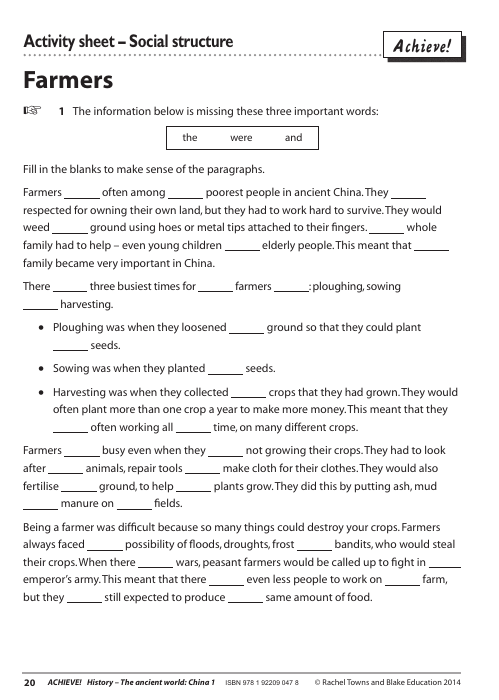 Activity sheet – Social structure
Achieve!
Farmers
1 The information below is missing these three important words:
the were and
Fill in the blanks to make sense of the paragraphs.
Farmers ______ often among ______ poorest people in ancient China. They ______
respected for owning their own land, but they had to work hard to survive. They would
weed ______ ground using hoes or metal tips attached to their fingers. ______ whole
family had to help – even young children ______ elderly people. This meant that ______
family became very important in China.
There ______ three busiest times for ______ farmers ______: ploughing, sowing
______ harvesting.
• Ploughing was when they loosened ______ ground so that they could plant
______ seeds.
• Sowing was when they planted ______ seeds.
• Harvesting was when they collected ______ crops that they had grown. They would
often plant more than one crop a year to make more money. This meant that they
______ often working all ______ time, on many different crops.
Farmers ______ busy even when they ______ not growing their crops. They had to look
after ______ animals, repair tools ______ make cloth for their clothes. They would also
fertilise ______ ground, to help ______ plants grow. They did this by putting ash, mud
______ manure on ______ fields.
Being a farmer was difficult because so many things could destroy your crops. Farmers
always faced ______ possibility of floods, droughts, frost ______ bandits, who would steal
their crops. When there ______ wars, peasant farmers would be called up to fight in ______
emperor's army. This meant that there ______ even less people to work on ______ farm,
but they ______ still expected to produce ______ same amount of food.
20 ACHIEVE! History – The ancient world: China 1 ISBN 978 1 92209 047 8 © Rachel Towns and Blake Education 2014